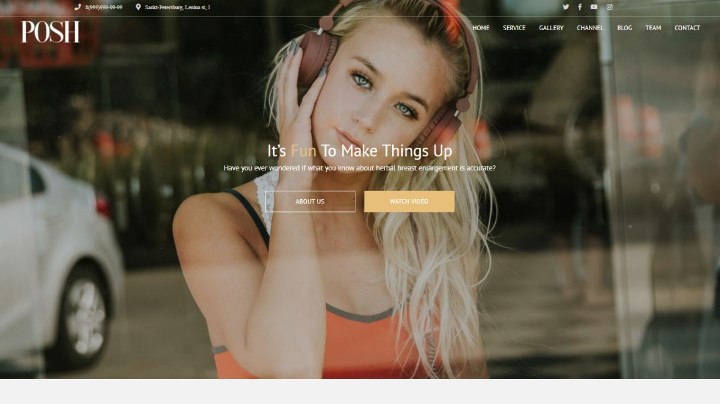 8(999)999-99-99 Sankt-Peterburg, Lenina st, 1
POSH
HOME SERVICE GALLERY CHANNEL BLOG TEAM CONTACT
It's Fun To Make Things Up
Have you ever wondered if what you know about herbal breast enlargement is accurate?
ABOUT US WATCH VIDEO